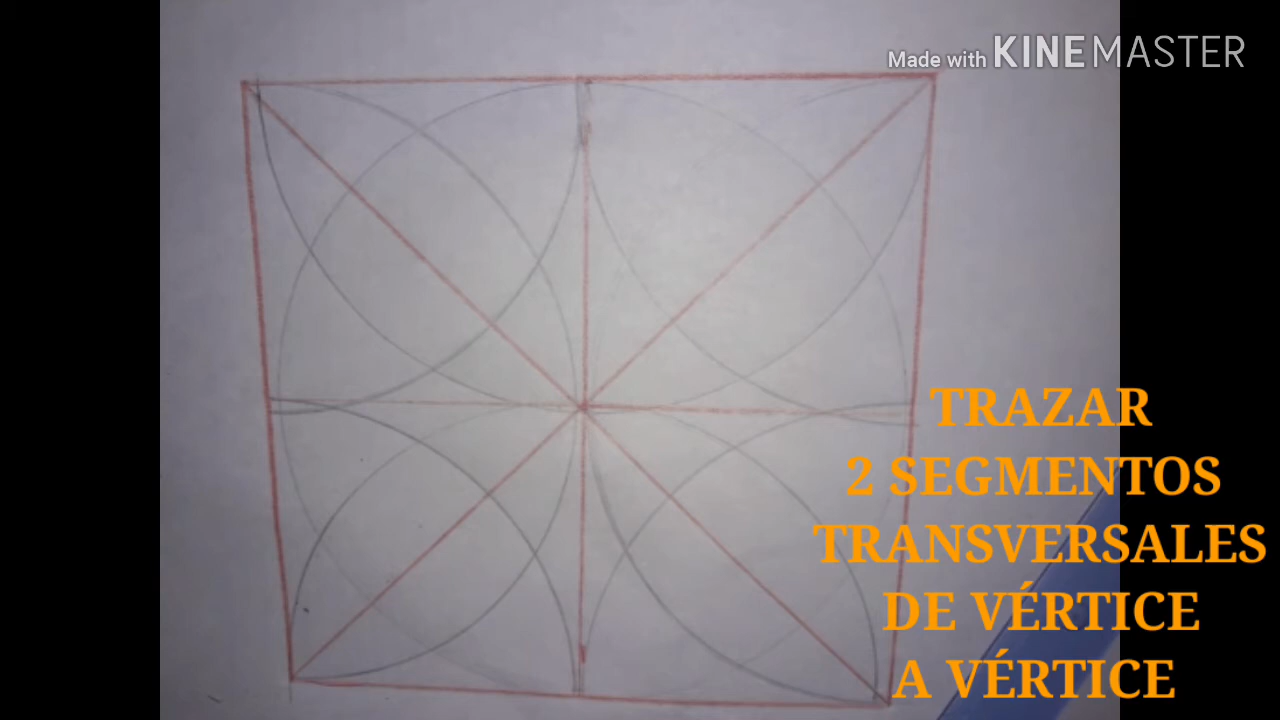 Made with KINEMASTER
TRAZAR
2 SEGMENTOS
TRANSVERSALES
DE VÉRTICE
A VÉRTICE